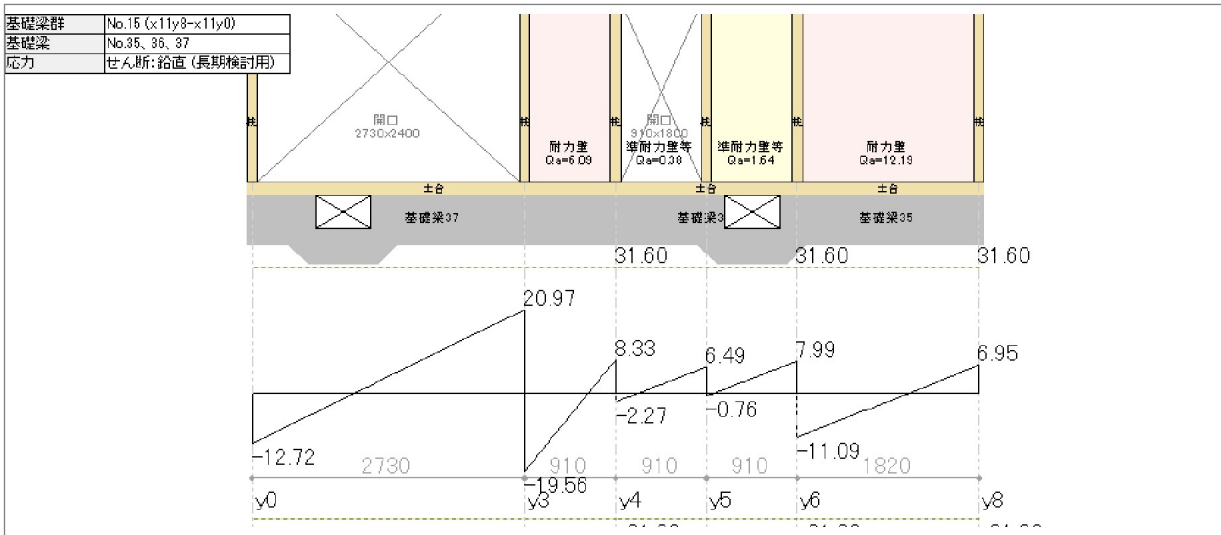 基礎梁群 No.15 (x11y8-x11y0)
基礎梁 No.35、36、37
応力 せん断:鉛直 (長期検討用)
開口
2730x2400
開口
910x1800
柱 柱 柱 柱 柱 柱
耐力壁
Qa=6.09
準耐力壁等
Qa=0.38
準耐力壁等
Qa=1.64
耐力壁
Qa=12.19
土台 土台 土台
基礎梁37 基礎梁3 基礎梁35
31.60 31.60 31.60
20.97
8.33 6.49 7.99 6.95
-2.27 -0.76
-12.72 -11.09
2730 910 910 910 1820
-19.56
y0 y3 y4 y5 y6 y8